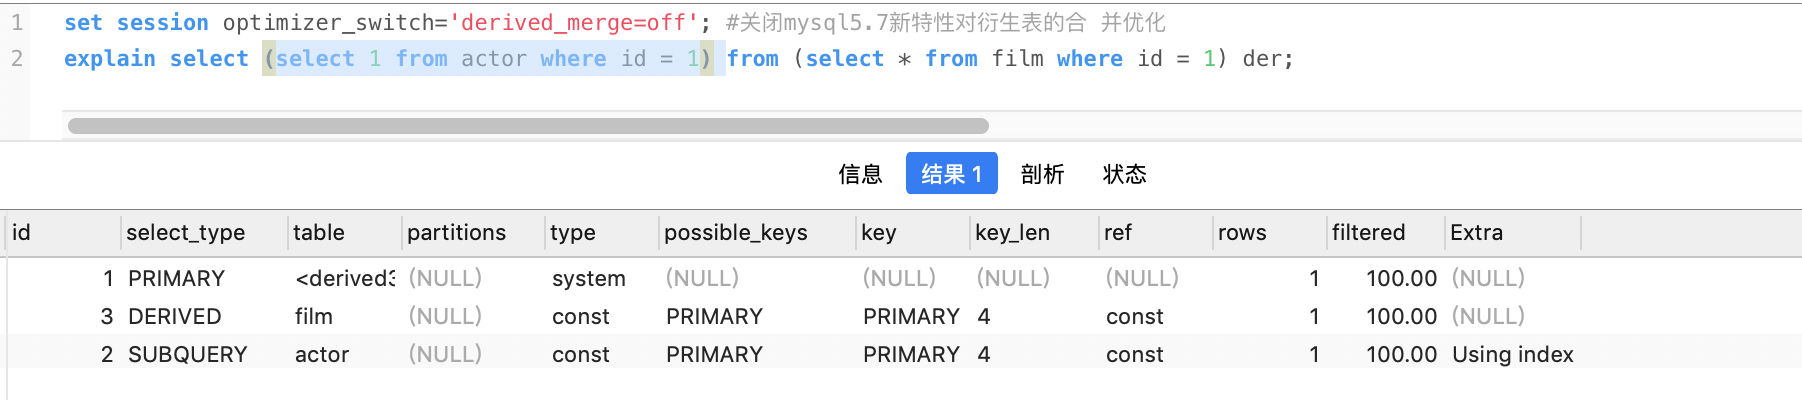 1 set session optimizer_switch='derived_merge=off'; #关闭mysql5.7新特性对衍生表的合 并优化
2 explain select (select 1 from actor where id = 1) from (select * from film where id = 1) der;
信息 结果 1 剖析 状态
id select_type table partitions type possible_keys key key_len ref rows filtered Extra
1 PRIMARY <derived3 (NULL) system (NULL) (NULL) (NULL) (NULL) 1 100.00 (NULL)
3 DERIVED film (NULL) const PRIMARY PRIMARY 4 const 1 100.00 (NULL)
2 SUBQUERY actor (NULL) const PRIMARY PRIMARY 4 const 1 100.00 Using index